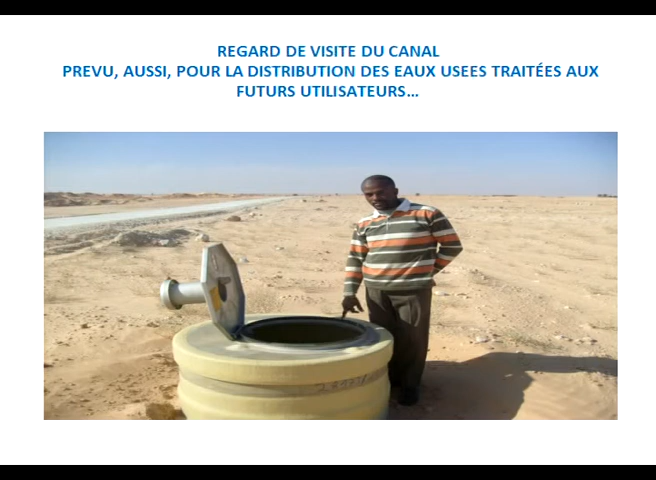 REGARD DE VISITE DU CANAL
PREVU, AUSSI, POUR LA DISTRIBUTION DES EAUX USEES TRAITÉES AUX
FUTURS UTILISATEURS...